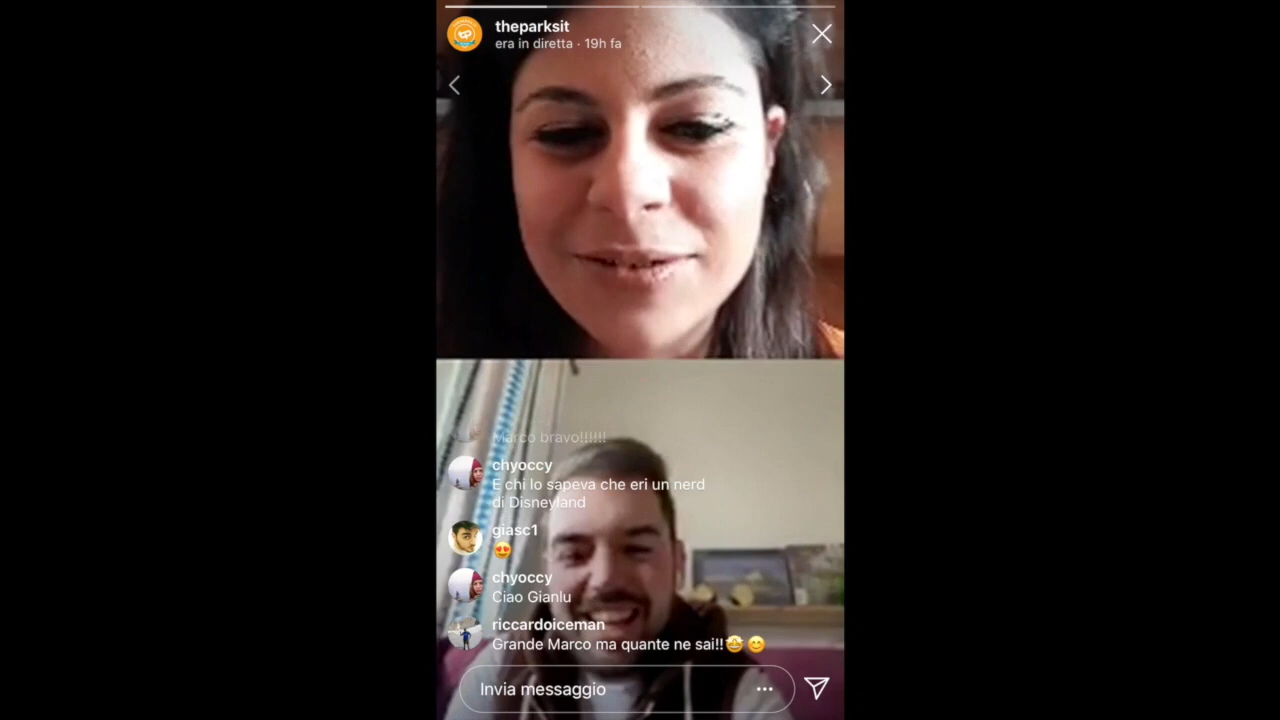 theparksit
era in diretta · 19h fa
Marco bravo!!!!!!
chyoccy
E chi lo sapeva che eri un nerd
di Disneyland
giasc1
😍
chyoccy
Ciao Gianlu
riccardoiceman
Grande Marco ma quante ne sai!!🤩😊
Invia messaggio